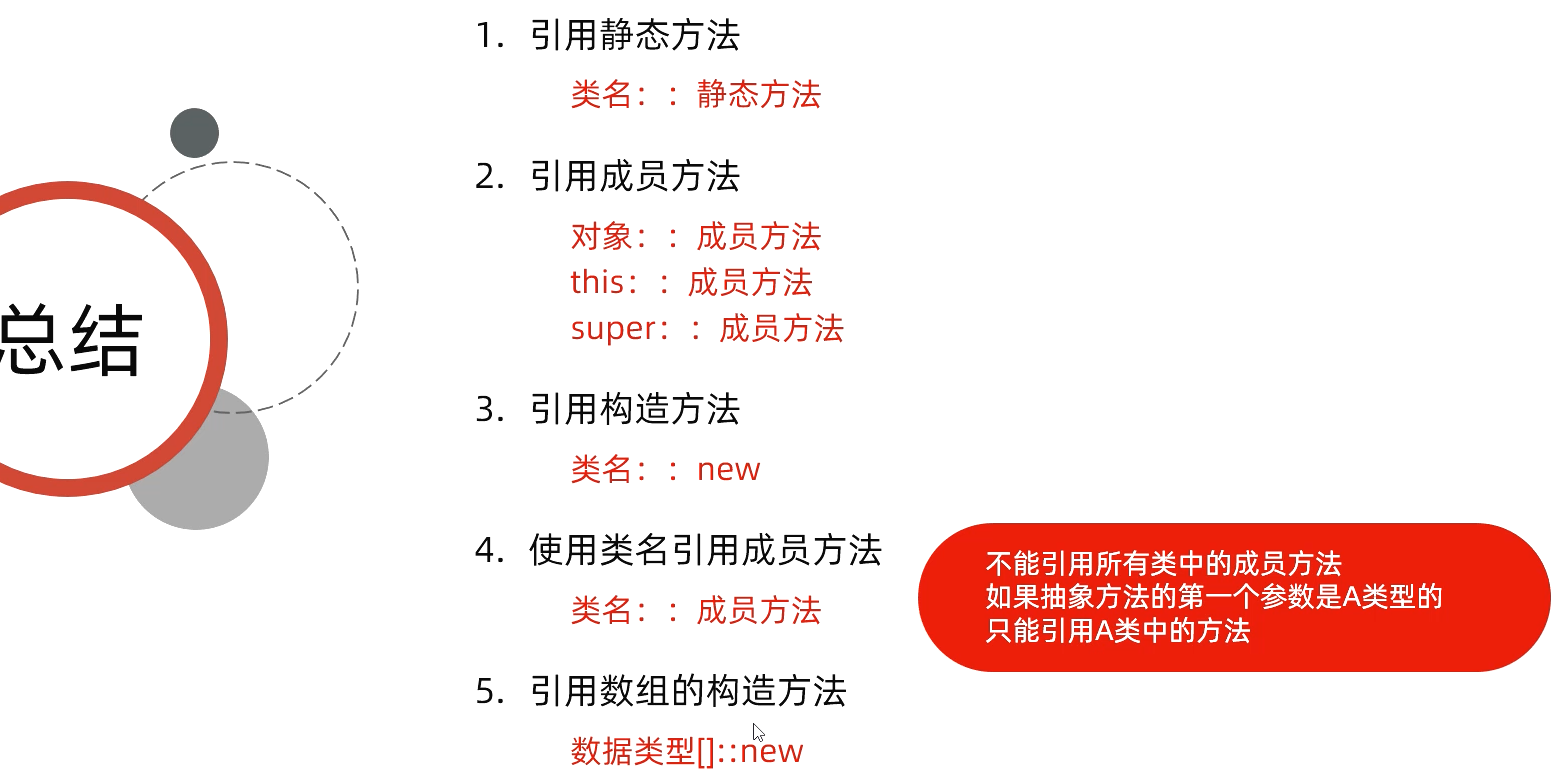 总结
1. 引用静态方法
类名：：静态方法
2. 引用成员方法
对象：：成员方法
this：：成员方法
super：：成员方法
3. 引用构造方法
类名：：new
4. 使用类名引用成员方法
类名：：成员方法
不能引用所有类中的成员方法
如果抽象方法的第一个参数是A类型的
只能引用A类中的方法
5. 引用数组的构造方法
数据类型[]::new